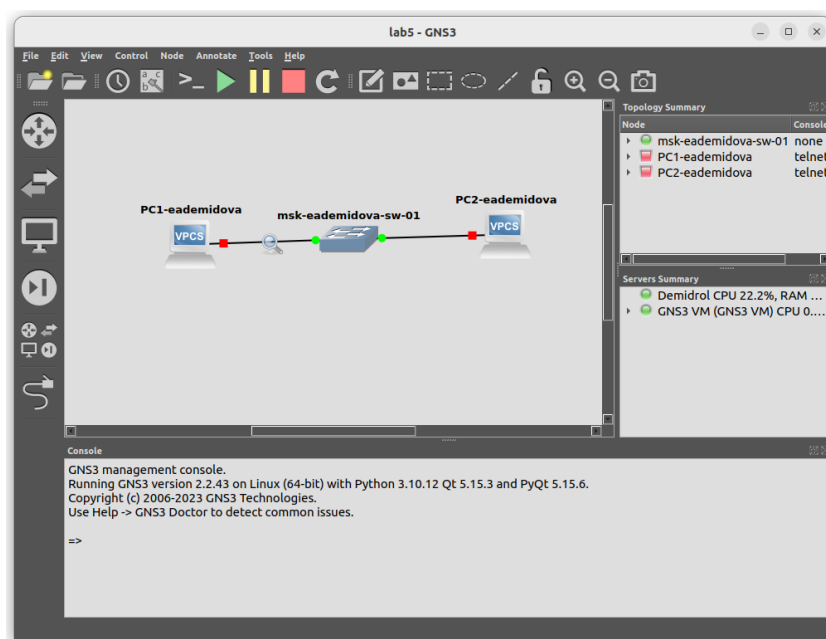 lab5 - GNS3
File Edit View Control Node Annotate Tools Help
Topology Summary
Node Console
msk-eademidova-sw-01 none
PC1-eademidova telnet
PC2-eademidova telnet
PC1-eademidova
msk-eademidova-sw-01
PC2-eademidova
VPCS
VPCS
Servers Summary
Demidrol CPU 22.2%, RAM ...
GNS3 VM (GNS3 VM) CPU 0....
Console
GNS3 management console.
Running GNS3 version 2.2.43 on Linux (64-bit) with Python 3.10.12 Qt 5.15.3 and PyQt 5.15.6.
Copyright (c) 2006-2023 GNS3 Technologies.
Use Help -> GNS3 Doctor to detect common issues.
=>